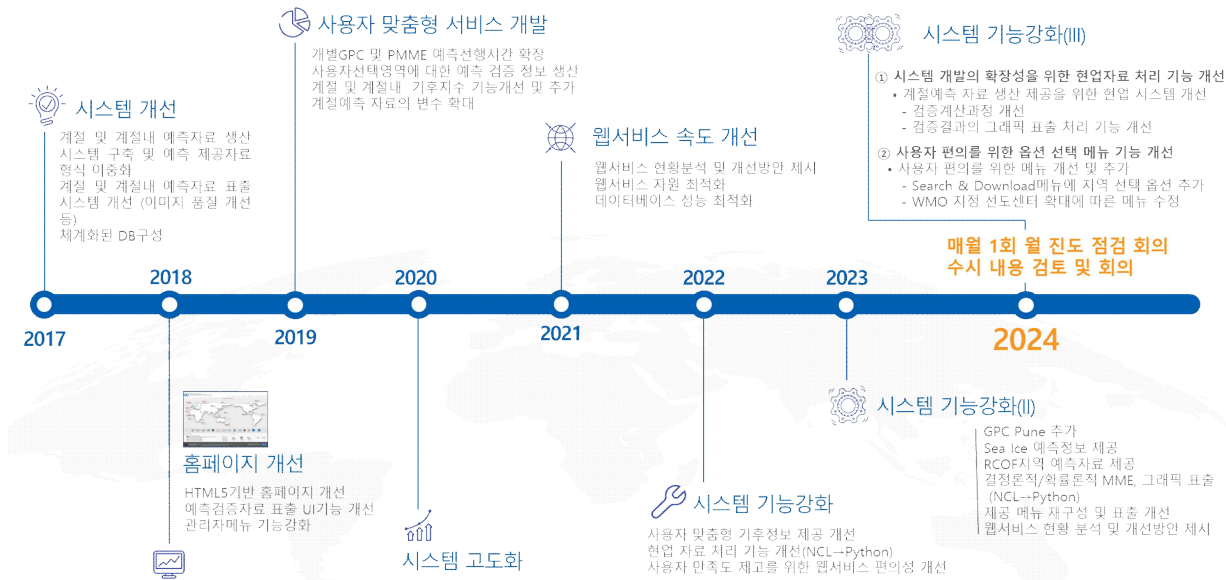 사용자 맞춤형 서비스 개발
개별GPC 및 PMME 예측선행시간 확장
사용자선택영역에 대한 예측 검증 정보 생산
계절 및 계절내 기후지수 기능개선 및 추가
계절예측 자료의 변수 확대
시스템 기능강화(III)
① 시스템 개발의 확장성을 위한 현업자료 처리 기능 개선
• 계절예측 자료 생산 제공을 위한 현업 시스템 개선
- 검증계산과정 개선
- 검증결과의 그래픽 표출 처리 기능 개선
② 사용자 편의를 위한 옵션 선택 메뉴 기능 개선
• 사용자 편의를 위한 메뉴 개선 및 추가
- Search & Download메뉴에 지역 선택 옵션 추가
- WMO 지정 선도센터 확대에 따른 메뉴 수정
시스템 개선
계절 및 계절내 예측자료 생산
시스템 구축 및 예측 제공자료
형식 이중화
계절 및 계절내 예측자료 표출
시스템 개선 (이미지 품질 개선
등)
체계화된 DB구성
웹서비스 속도 개선
웹서비스 현황분석 및 개선방안 제시
웹서비스 자원 최적화
데이터베이스 성능 최적화
매월 1회 월 진도 점검 회의
수시 내용 검토 및 회의
2017
2018
2019
2020
2021
2022
2023
2024
홈페이지 개선
HTML5기반 홈페이지 개선
예측검증자료 표출 UI기능 개선
관리자메뉴 기능강화
시스템 고도화
시스템 기능강화
사용자 맞춤형 기후정보 제공 개선
현업 자료 처리 기능 개선(NCL→Python)
사용자 만족도 제고를 위한 웹서비스 편의성 개선
시스템 기능강화(II)
GPC Pune 추가
Sea Ice 예측정보 제공
RCOF지역 예측자료 제공
결정론적/확률론적 MME, 그래픽 표출
(NCL→Python)
제공 메뉴 재구성 및 표출 개선
웹서비스 현황 분석 및 개선방안 제시